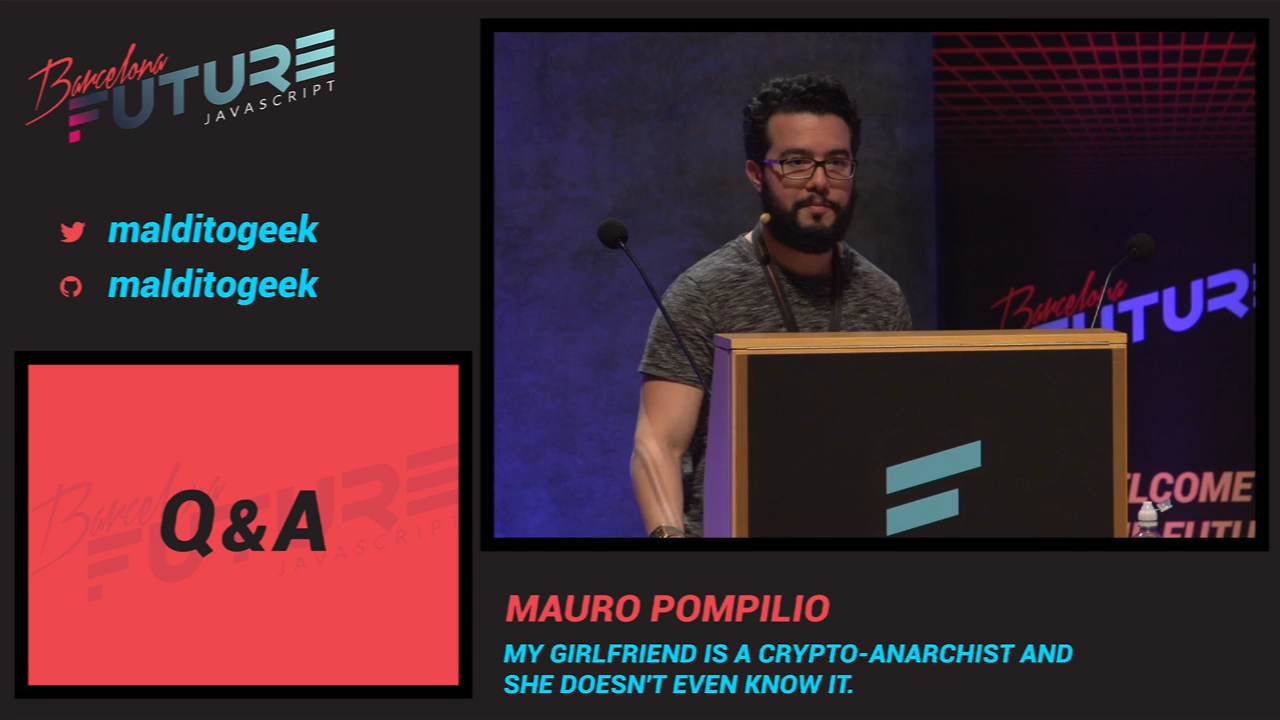 Barcelona
FUTURE
JAVASCRIPT
malditogeek
malditogeek
Barcelona
FUTURE
JAVASCRIPT
Q&A
Barcelona
FUTUR
LCOME
FUTU
MAURO POMPILIO
MY GIRLFRIEND IS A CRYPTO-ANARCHIST AND
SHE DOESN'T EVEN KNOW IT.